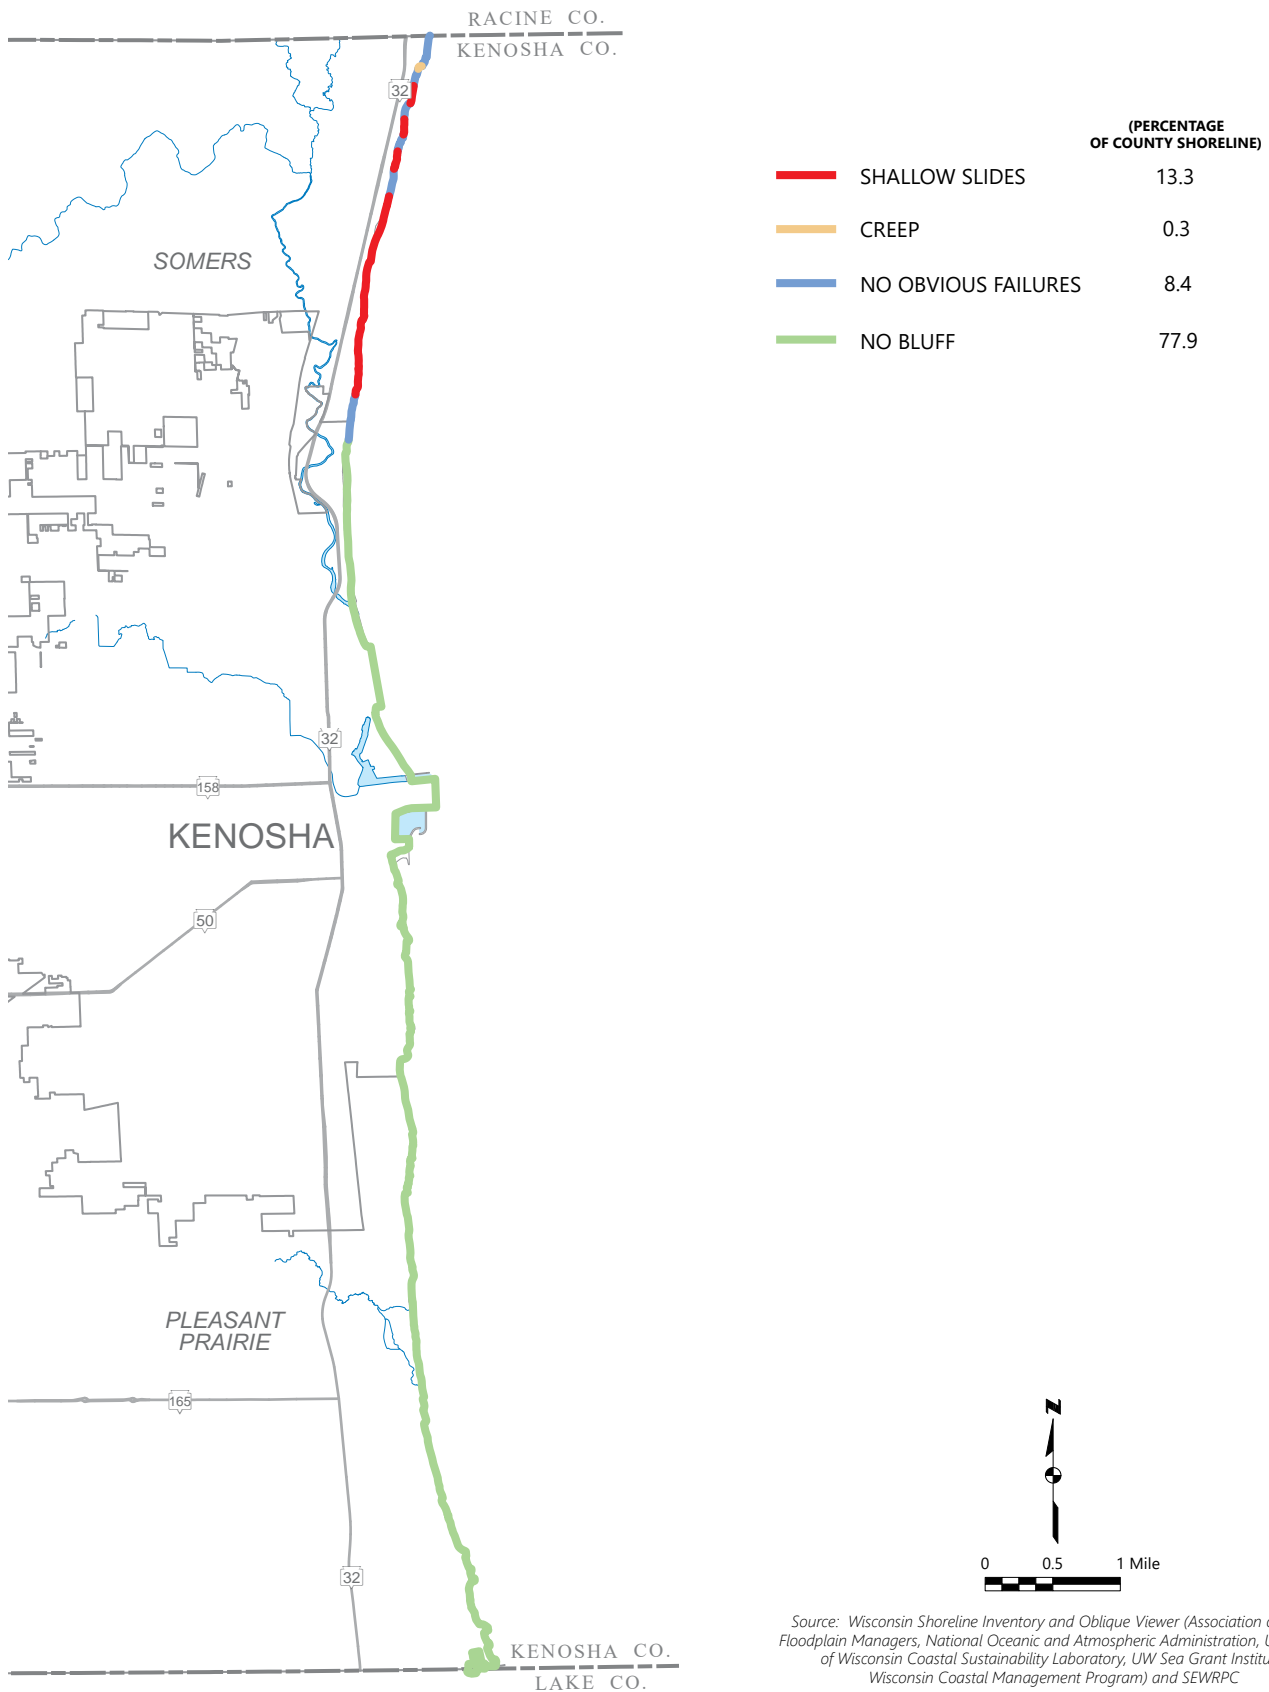 RACINE CO.
KENOSHA CO.
32
(PERCENTAGE
OF COUNTY SHORELINE)
SHALLOW SLIDES 13.3
CREEP 0.3
NO OBVIOUS FAILURES 8.4
NO BLUFF 77.9
SOMERS
32
158
KENOSHA
50
PLEASANT
PRAIRIE
165
32
N
0 0.5 1 Mile
Source: Wisconsin Shoreline Inventory and Oblique Viewer (Association
Floodplain Managers, National Oceanic and Atmospheric Administration,
of Wisconsin Coastal Sustainability Laboratory, UW Sea Grant
Wisconsin Coastal Management Program) and SEWRPC
KENOSHA CO.
LAKE CO.